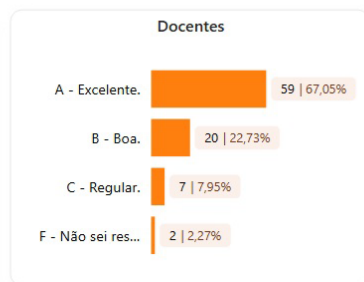 Docentes
A - Excelente. 59 | 67,05%
B - Boa. 20 | 22,73%
C - Regular. 7 | 7,95%
F - Não sei res... 2 | 2,27%